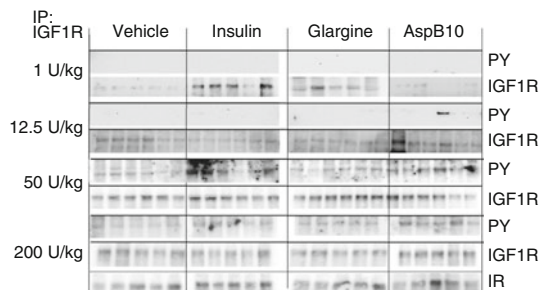 IP:
IGF1R Vehicle Insulin Glargine AspB10
PY
1 U/kg
IGF1R
PY
12.5 U/kg
IGF1R
PY
50 U/kg
IGF1R
PY
200 U/kg IGF1R
IR